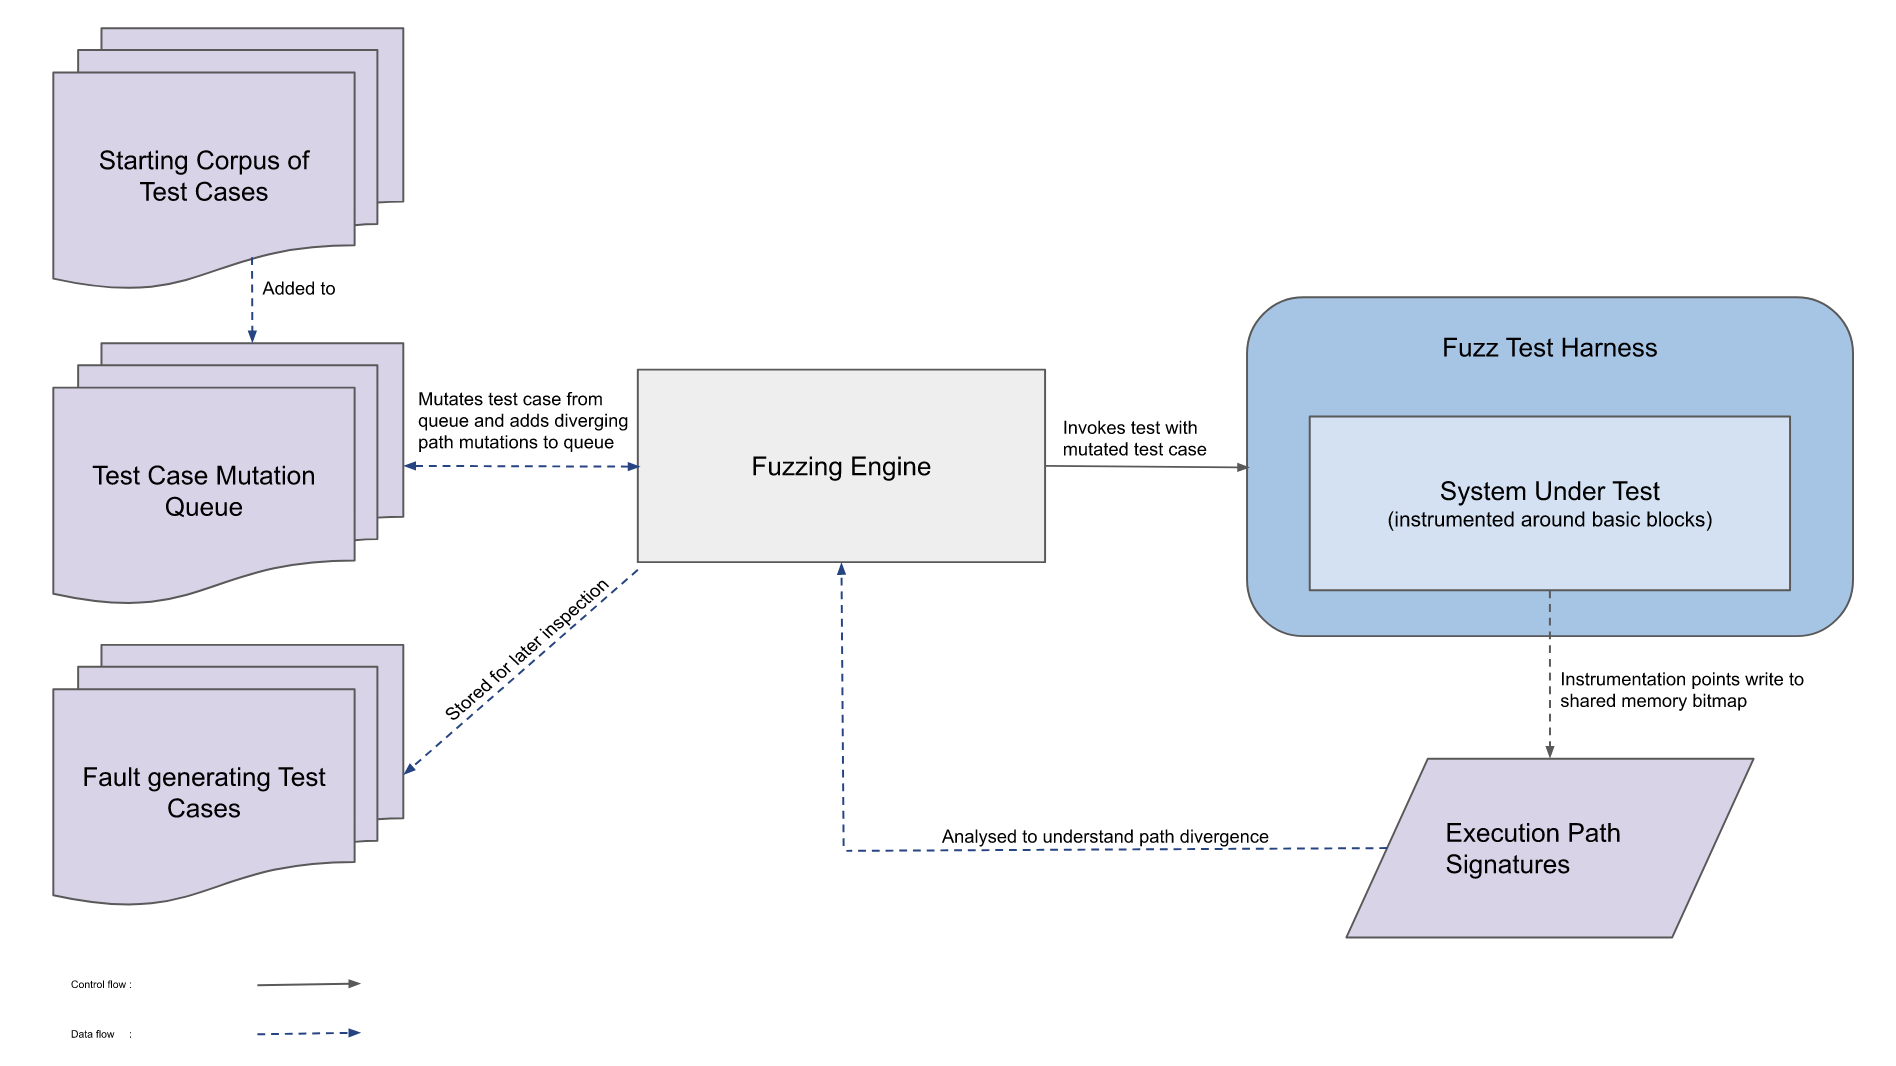 Starting Corpus of
Test Cases
Added to
Test Case Mutation
Queue
Mutates test case from
queue and adds diverging
path mutations to queue
Fuzzing Engine
Invokes test with
mutated test case
Fuzz Test Harness
System Under Test
(instrumented around basic blocks)
Stored for later inspection
Instrumentation points write to
shared memory bitmap
Fault generating Test
Cases
Analysed to understand path divergence
Execution Path
Signatures
Control flow :
Data flow :